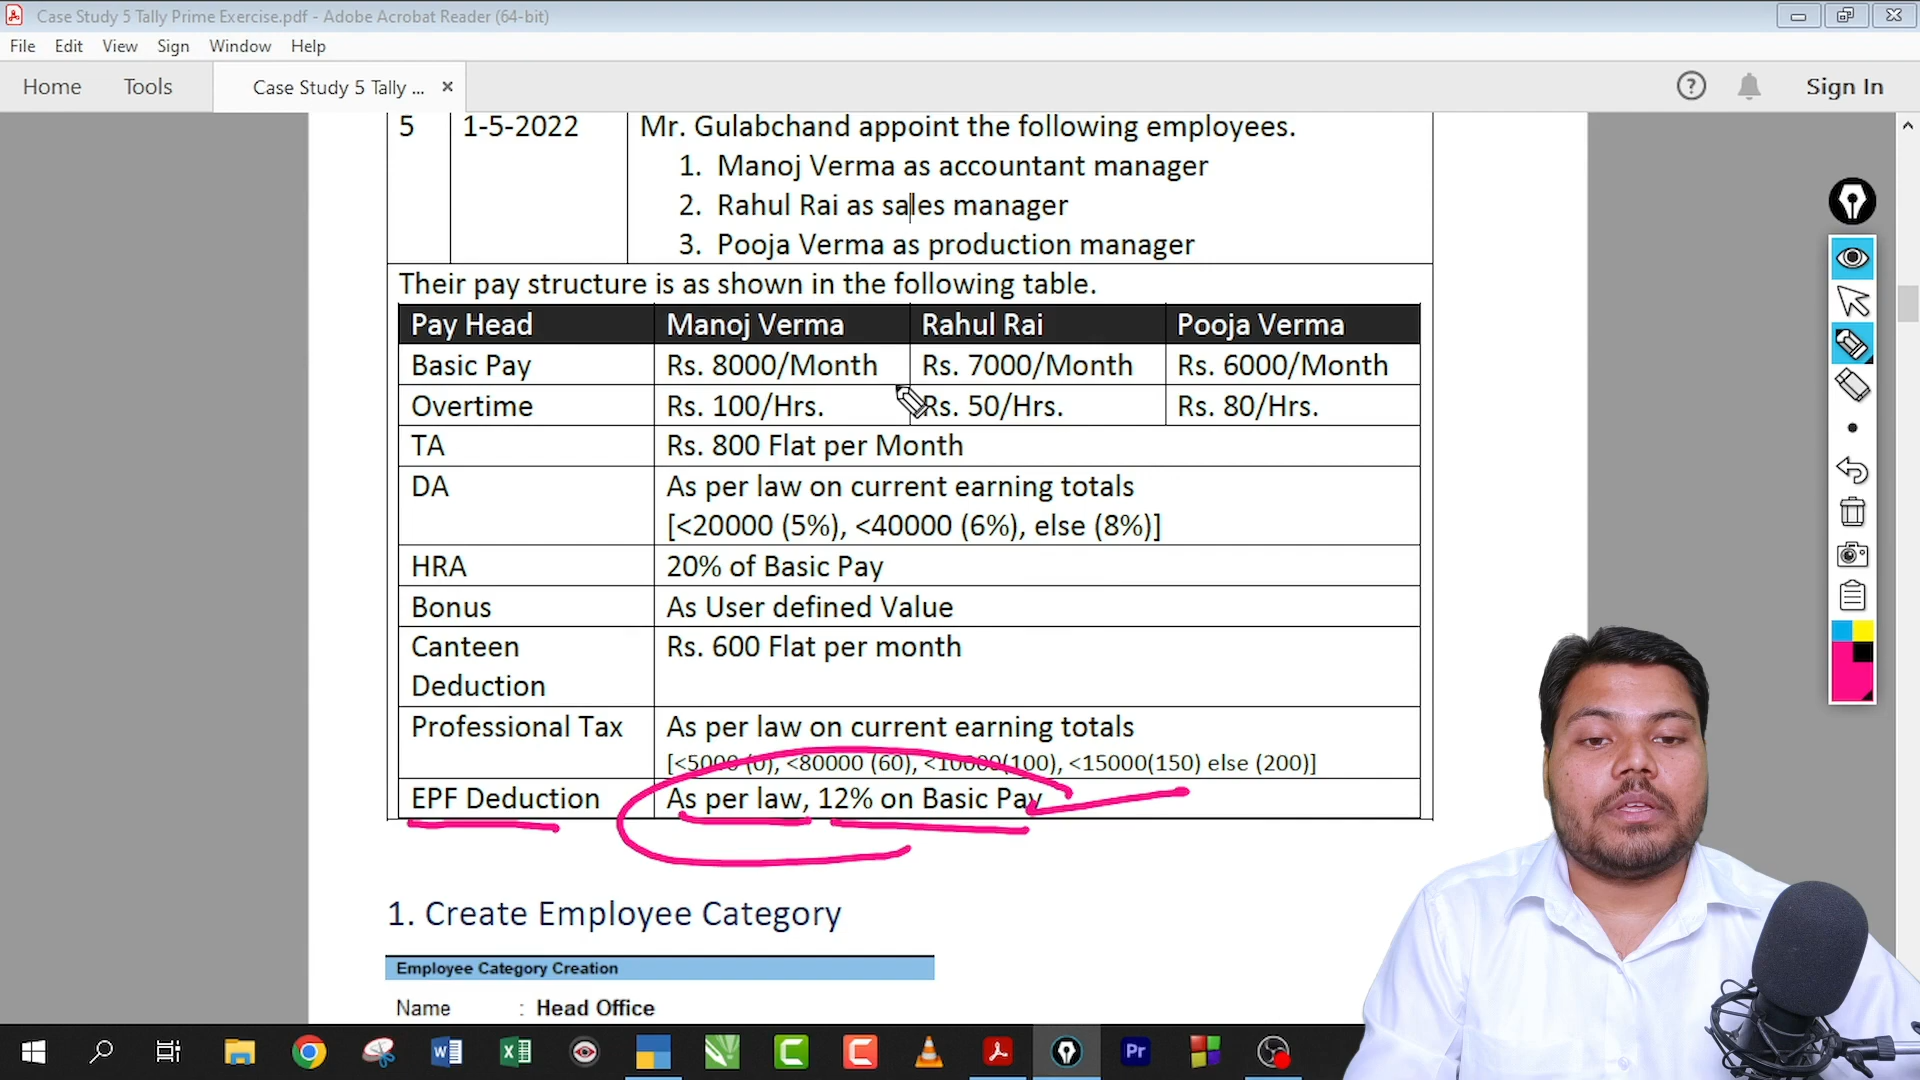 Case Study 5 Tally Prime Exercise.pdf - Adobe Acrobat Reader (64-bit)
File Edit View Sign Window Help
Home Tools Case Study 5 Tally ... × Sign In
5 1-5-2022 Mr. Gulabchand appoint the following employees.
1. Manoj Verma as accountant manager
2. Rahul Rai as sales manager
3. Pooja Verma as production manager
Their pay structure is as shown in the following table.
Pay Head Manoj Verma Rahul Rai Pooja Verma
Basic Pay Rs. 8000/Month Rs. 7000/Month Rs. 6000/Month
Overtime Rs. 100/Hrs. Rs. 50/Hrs. Rs. 80/Hrs.
TA Rs. 800 Flat per Month
DA As per law on current earning totals
[<20000 (5%), <40000 (6%), else (8%)]
HRA 20% of Basic Pay
Bonus As User defined Value
Canteen Rs. 600 Flat per month
Deduction
Professional Tax As per law on current earning totals
[<5000 (0), <80000 (60), <10000(100), <15000(150) else (200)]
EPF Deduction As per law, 12% on Basic Pay
1. Create Employee Category
Employee Category Creation
Name : Head Office
Pr